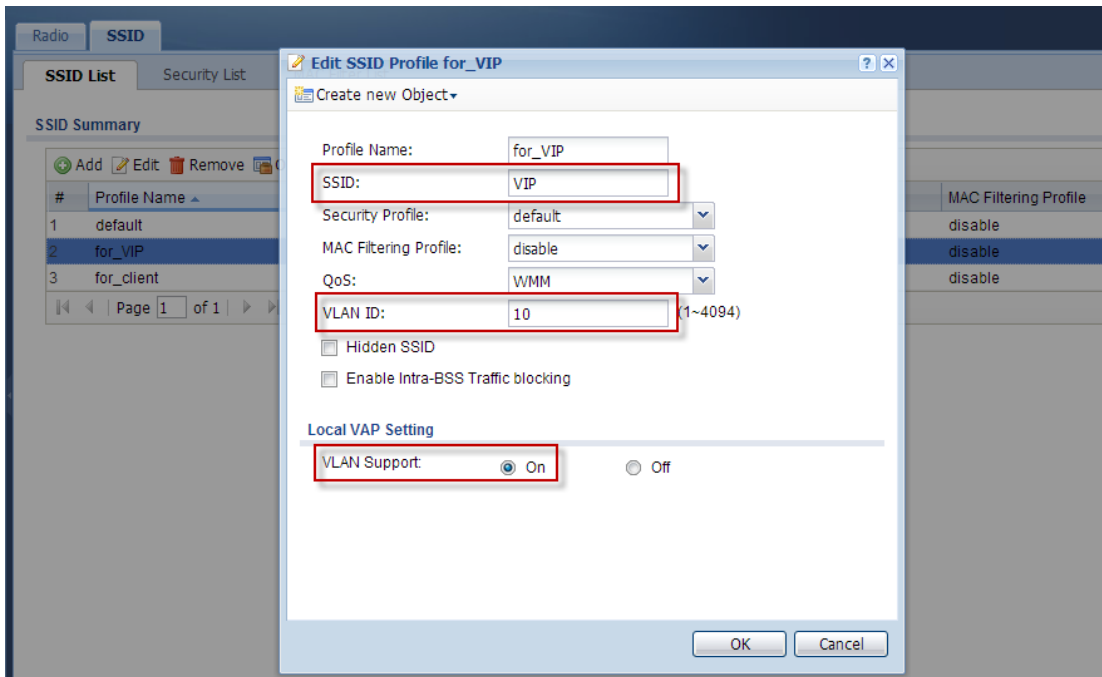 Radio SSID
SSID List Security List
SSID Summary
Add Edit Remove
# Profile Name MAC Filtering Profile
1 default disable
2 for_VIP disable
3 for_client disable
Page 1 of 1
Edit SSID Profile for_VIP
Create new Object
Profile Name: for_VIP
SSID: VIP
Security Profile: default
MAC Filtering Profile: disable
QoS: WMM
VLAN ID: 10 (1~4094)
Hidden SSID
Enable Intra-BSS Traffic blocking
Local VAP Setting
VLAN Support: On Off
OK Cancel